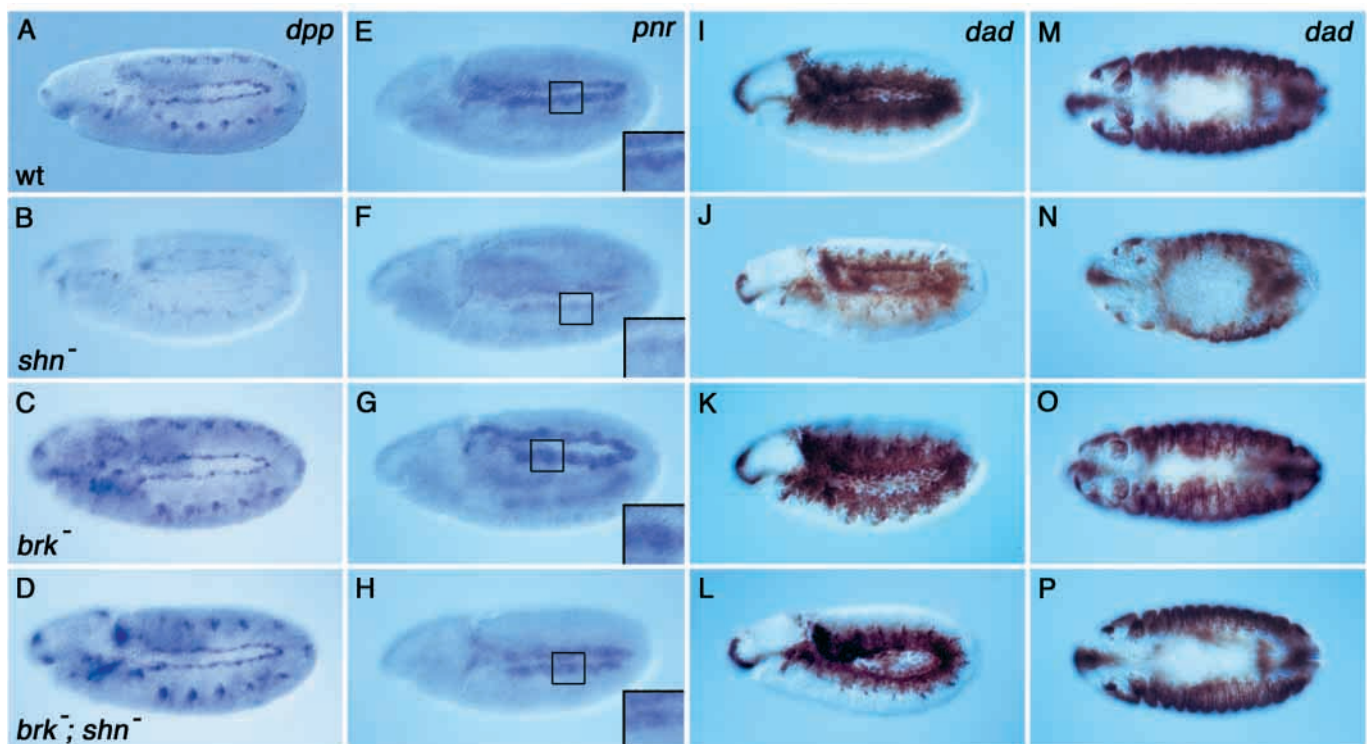 A dpp E pnr I dad M dad
wt
B F J N
shn⁻
C G K O
brk⁻
D H L P
brk⁻; shn⁻